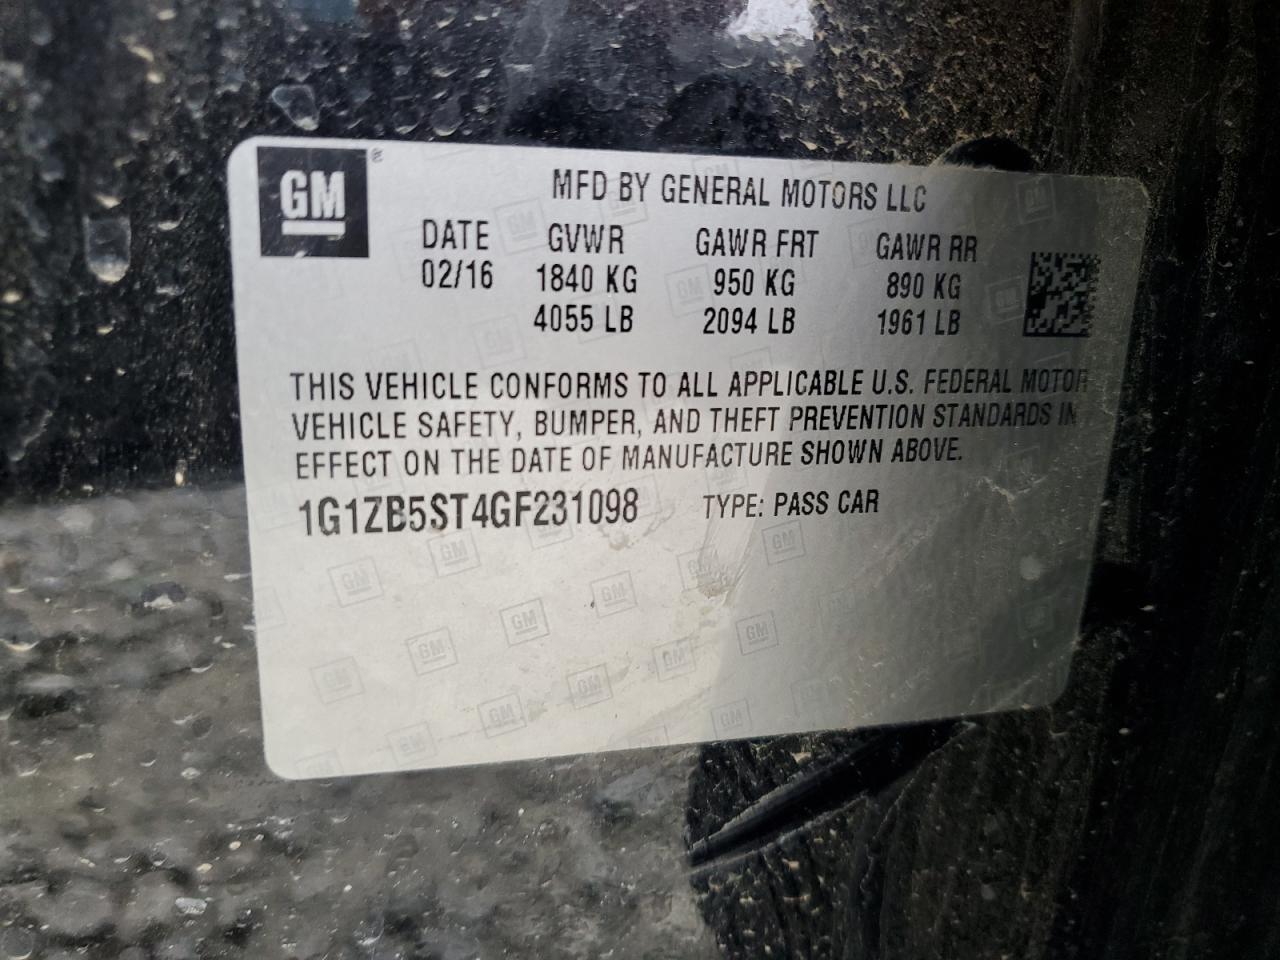 GM
MFD BY GENERAL MOTORS LLC
DATE GVWR GAWR FRT GAWR RR
02/16 1840 KG 950 KG 890 KG
4055 LB 2094 LB 1961 LB
THIS VEHICLE CONFORMS TO ALL APPLICABLE U.S. FEDERAL MOTOR
VEHICLE SAFETY, BUMPER, AND THEFT PREVENTION STANDARDS IN
EFFECT ON THE DATE OF MANUFACTURE SHOWN ABOVE.
1G1ZB5ST4GF231098 TYPE: PASS CAR